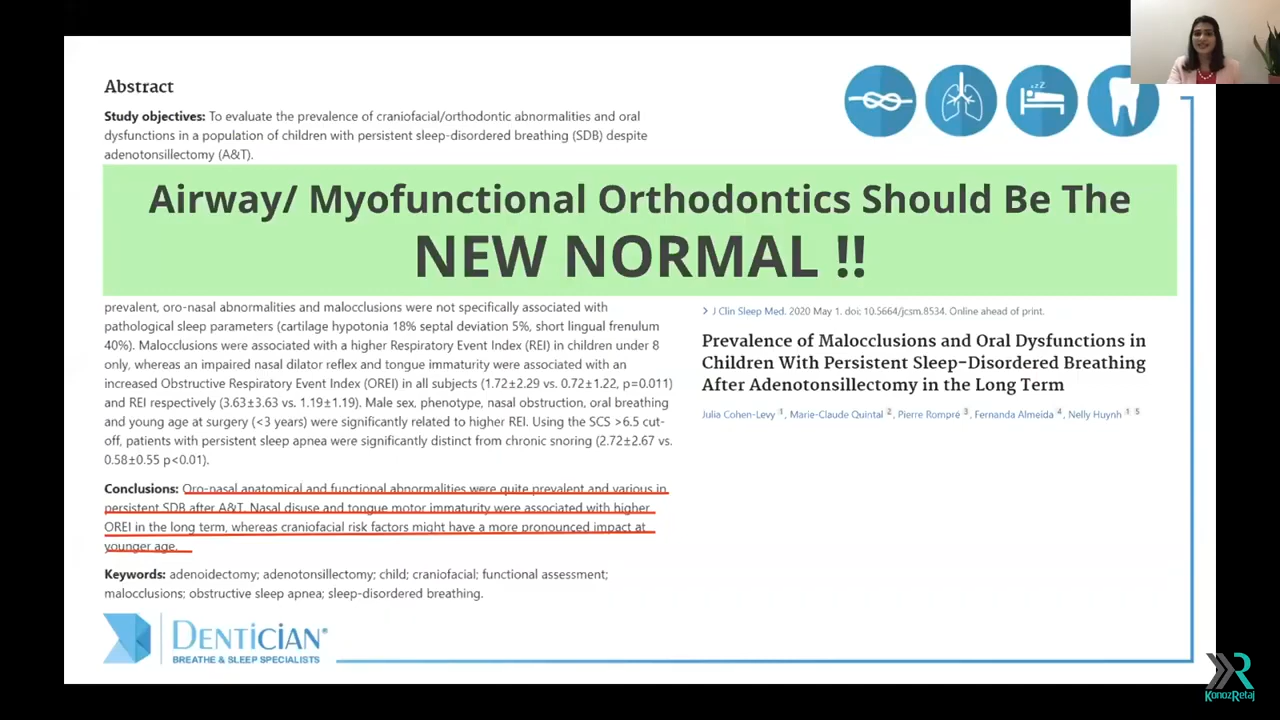 Abstract
Study objectives: To evaluate the prevalence of craniofacial/orthodontic abnormalities and oral
dysfunctions in a population of children with persistent sleep-disordered breathing (SDB) despite
adenotonsillectomy (A&T).
Airway/ Myofunctional Orthodontics Should Be The
NEW NORMAL !!
prevalent, oro-nasal abnormalities and malocclusions were not specifically associated with
pathological sleep parameters (cartilage hypotonia 18% septal deviation 5%, short lingual frenulum
40%). Malocclusions were associated with a higher Respiratory Event Index (REI) in children under 8
only, whereas an impaired nasal dilator reflex and tongue immaturity were associated with an
increased Obstructive Respiratory Event Index (OREI) in all subjects (1.72±2.29 vs. 0.72±1.22, p=0.011)
and REI respectively (3.63±3.63 vs. 1.19±1.19). Male sex, phenotype, nasal obstruction, oral breathing
and young age at surgery (<3 years) were significantly related to higher REI. Using the SCS >6.5 cut-
off, patients with persistent sleep apnea were significantly distinct from chronic snoring (2.72±2.67 vs.
0.58±0.55 p<0.01).
Conclusions: Oro-nasal anatomical and functional abnormalities were quite prevalent and various in
persistent SDB after A&T. Nasal disuse and tongue motor immaturity were associated with higher
OREI in the long term, whereas craniofacial risk factors might have a more pronounced impact at
younger age.
Keywords: adenoidectomy; adenotonsillectomy; child; craniofacial; functional assessment;
malocclusions; obstructive sleep apnea; sleep-disordered breathing.
> J Clin Sleep Med. 2020 May 1. doi: 10.5664/jcsm.8534. Online ahead of print.
Prevalence of Malocclusions and Oral Dysfunctions in
Children With Persistent Sleep-Disordered Breathing
After Adenotonsillectomy in the Long Term
Julia Cohen-Levy 1, Marie-Claude Quintal 2, Pierre Rompré 3, Fernanda Almeida 4, Nelly Huynh 1 5
DENTICIAN®
BREATHE & SLEEP SPECIALISTS
KonozRetaj